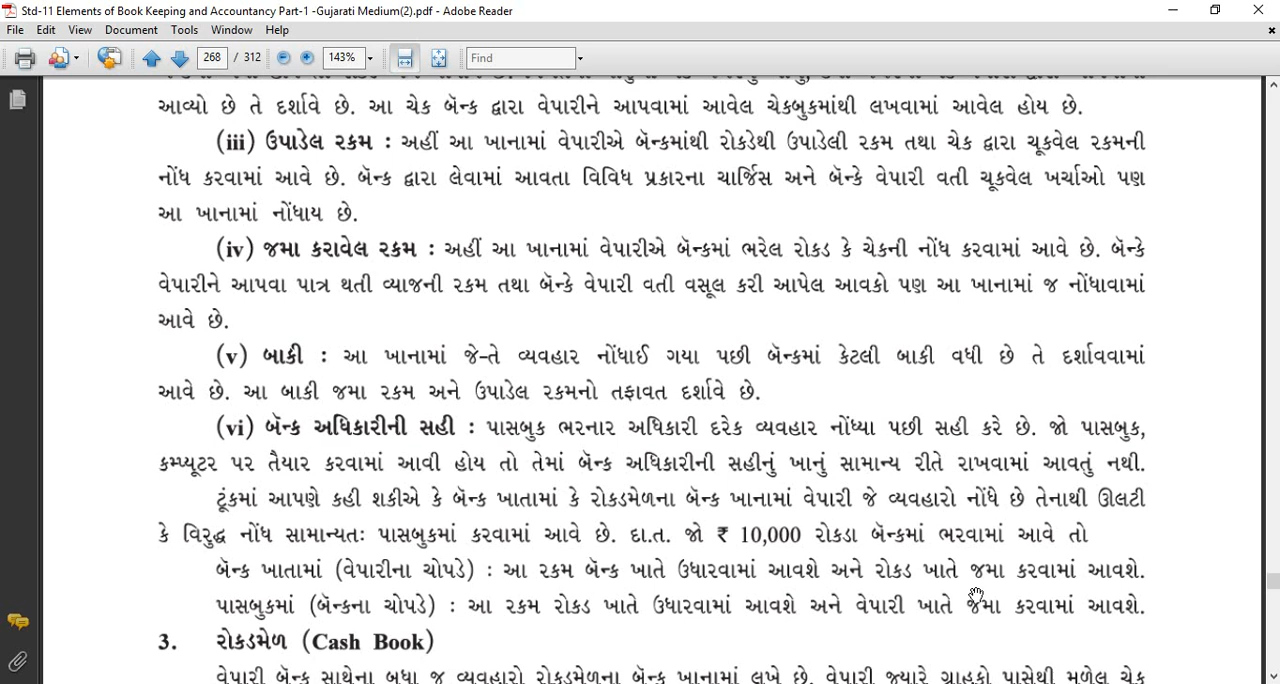 Std-11 Elements of Book Keeping and Accountancy Part-1 -Gujarati Medium(2).pdf - Adobe Reader
File Edit View Document Tools Window Help
268 / 312 143% Find
આવ્યો છે તે દર્શાવે છે. આ ચેક બૅન્ક દ્વારા વેપારીને આપવામાં આવેલ ચેકબુકમાંથી લખવામાં આવેલ હોય છે.
(iii) ઉપાડેલ રકમ : અહીં આ ખાનામાં વેપારીએ બૅન્કમાંથી રોકડેથી ઉપાડેલી રકમ તથા ચેક દ્વારા ચૂકવેલ રકમની
નોંધ કરવામાં આવે છે. બૅન્ક દ્વારા લેવામાં આવતા વિવિધ પ્રકારના ચાર્જિસ અને બૅન્કે વેપારી વતી ચૂકવેલ ખર્ચાઓ પણ
આ ખાનામાં નોંધાય છે.
(iv) જમા કરાવેલ રકમ : અહીં આ ખાનામાં વેપારીએ બૅન્કમાં ભરેલ રોકડ કે ચેકની નોંધ કરવામાં આવે છે. બૅન્કે
વેપારીને આપવા પાત્ર થતી વ્યાજની રકમ તથા બૅન્કે વેપારી વતી વસૂલ કરી આપેલ આવકો પણ આ ખાનામાં જ નોંધાવામાં
આવે છે.
(v) બાકી : આ ખાનામાં જે-તે વ્યવહાર નોંધાઈ ગયા પછી બૅન્કમાં કેટલી બાકી વધી છે તે દર્શાવવામાં
આવે છે. આ બાકી જમા રકમ અને ઉપાડેલ રકમનો તફાવત દર્શાવે છે.
(vi) બૅન્ક અધિકારીની સહી : પાસબુક ભરનાર અધિકારી દરેક વ્યવહાર નોંધ્યા પછી સહી કરે છે. જો પાસબુક,
કમ્પ્યૂટર પર તૈયાર કરવામાં આવી હોય તો તેમાં બૅન્ક અધિકારીની સહીનું ખાનું સામાન્ય રીતે રાખવામાં આવતું નથી.
ટૂંકમાં આપણે કહી શકીએ કે બૅન્ક ખાતામાં કે રોકડમેળના બૅન્ક ખાનામાં વેપારી જે વ્યવહારો નોંધે છે તેનાથી ઊલટી
કે વિરુદ્ધ નોંધ સામાન્યતઃ પાસબુકમાં કરવામાં આવે છે. દા.ત. જો ₹ 10,000 રોકડા બૅન્કમાં ભરવામાં આવે તો
બૅન્ક ખાતામાં (વેપારીના ચોપડે) : આ રકમ બૅન્ક ખાતે ઉધારવામાં આવશે અને રોકડ ખાતે જમા કરવામાં આવશે.
પાસબુકમાં (બૅન્કના ચોપડે) : આ રકમ રોકડ ખાતે ઉધારવામાં આવશે અને વેપારી ખાતે જમા કરવામાં આવશે.
3. રોકડમેળ (Cash Book)
વેપારી બૅન્ક સાથેના બધા જ વ્યવહારો રોકડમેળના બૅન્ક ખાનામાં લખે છે. વેપારી જ્યારે ગ્રાહકો પાસેથી મળેલ ચેક